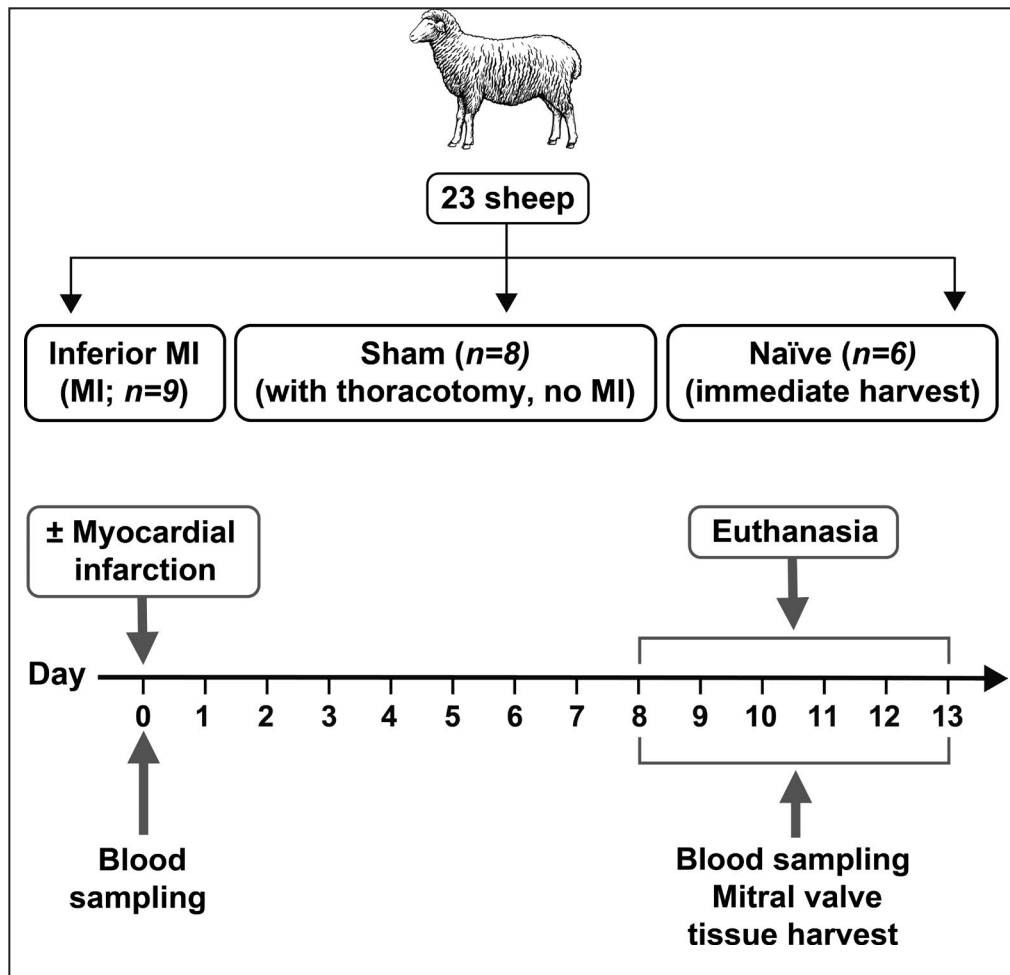 23 sheep
Inferior MI
(MI; n=9)
Sham (n=8)
(with thoracotomy, no MI)
Naïve (n=6)
(immediate harvest)
± Myocardial
infarction
Euthanasia
Day
0 1 2 3 4 5 6 7 8 9 10 11 12 13
Blood
sampling
Blood sampling
Mitral valve
tissue harvest